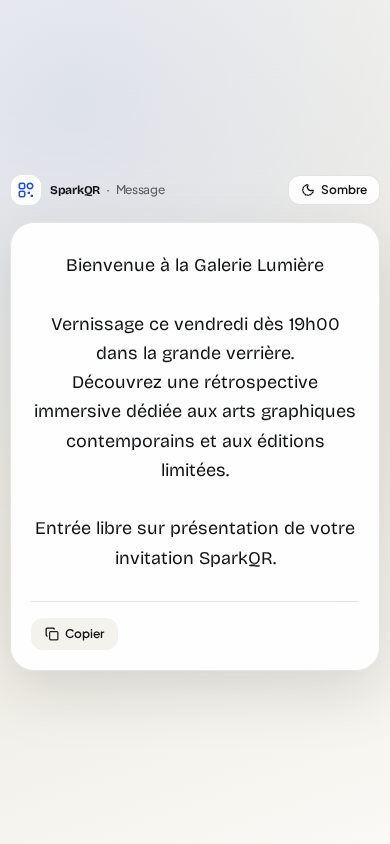 SparkQR · Message
Sombre
Bienvenue à la Galerie Lumière
Vernissage ce vendredi dès 19h00
dans la grande verrière.
Découvrez une rétrospective
immersive dédiée aux arts graphiques
contemporains et aux éditions
limitées.
Entrée libre sur présentation de votre
invitation SparkQR.
Copier